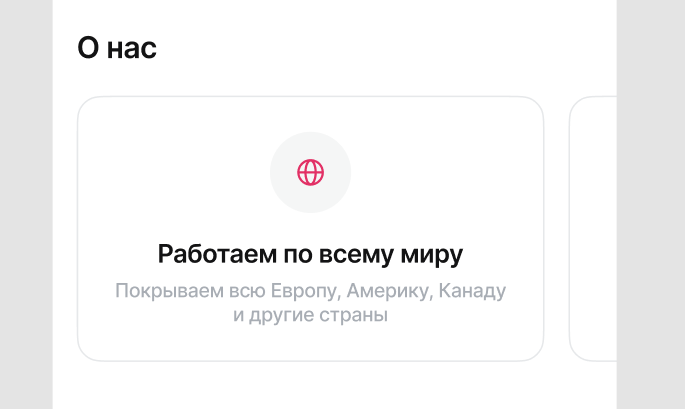 О нас
Работаем по всему миру
Покрываем всю Европу, Америку, Канаду
и другие страны